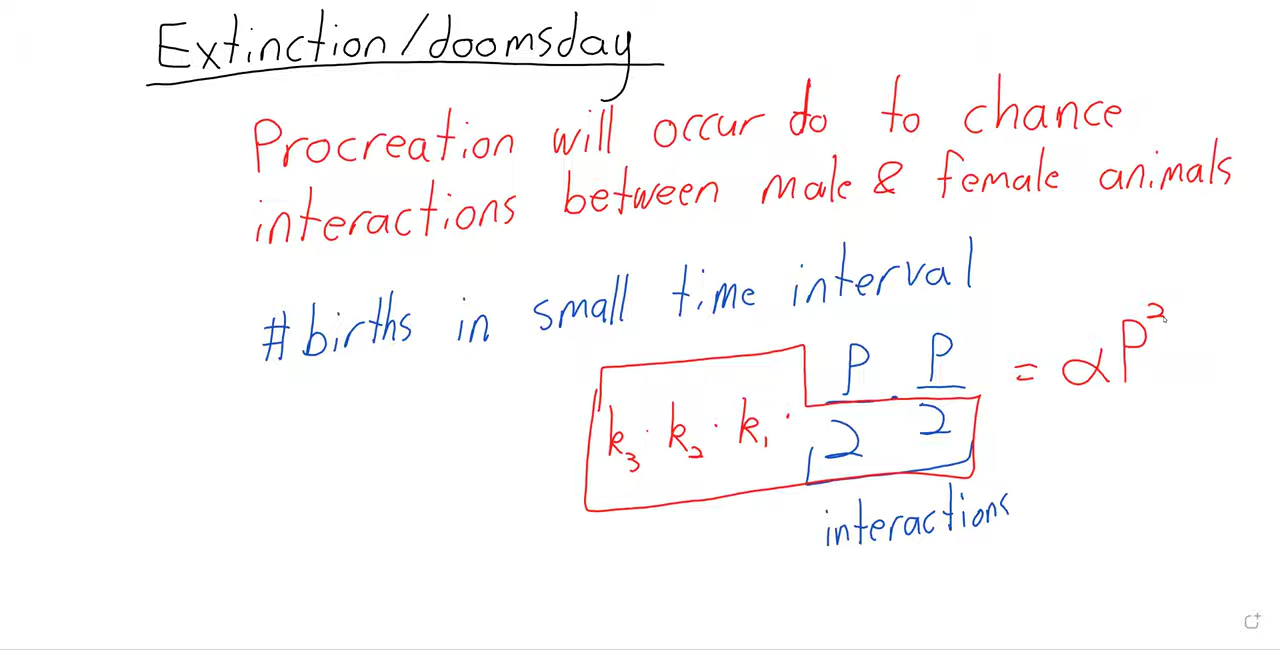 Extinction/doomsday
Procreation will occur do to chance
interactions between male & female animals
# births in small time interval
k₃ · k₂ · k₁ · P/2 · P/2 = αP²
interactions